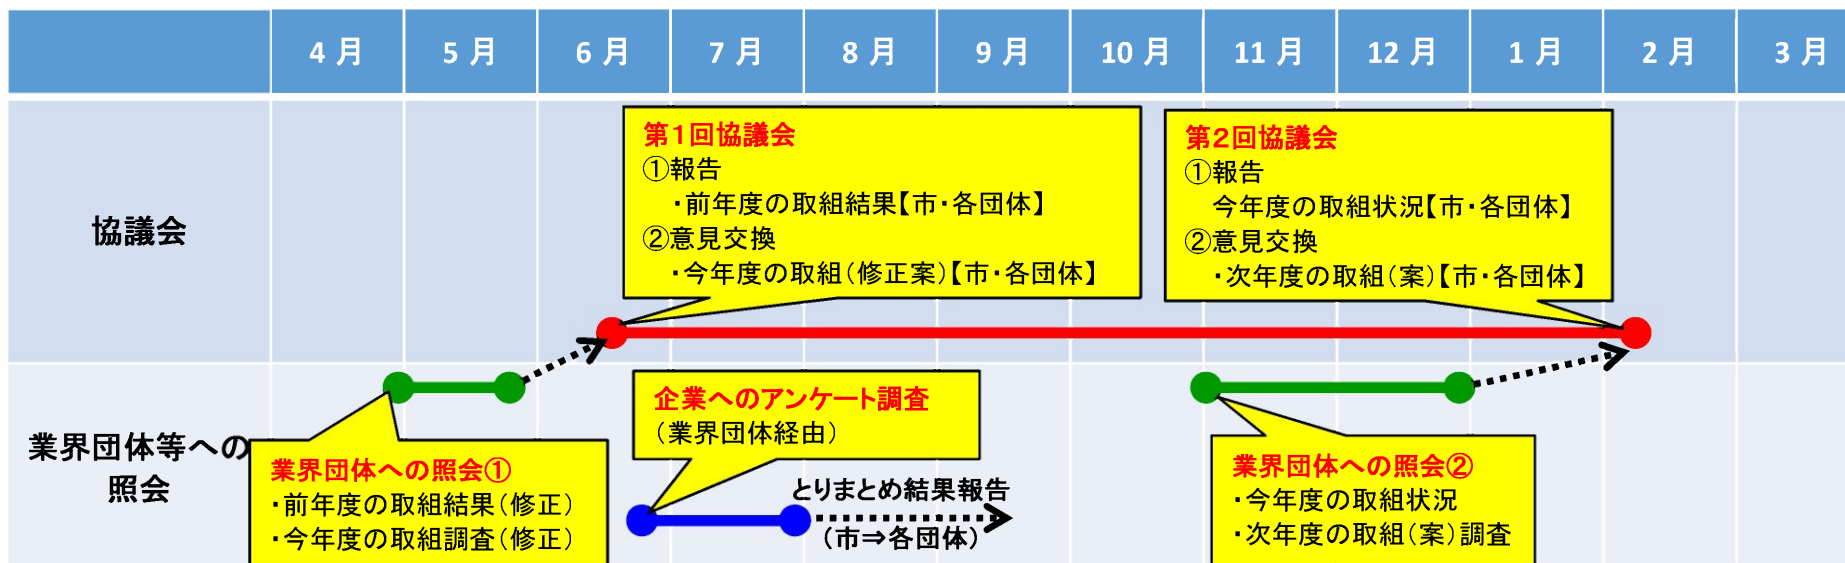 4月 5月 6月 7月 8月 9月 10月 11月 12月 1月 2月 3月
協議会
第1回協議会
①報告
・前年度の取組結果【市・各団体】
②意見交換
・今年度の取組（修正案）【市・各団体】
第2回協議会
①報告
今年度の取組状況【市・各団体】
②意見交換
・次年度の取組（案）【市・各団体】
業界団体等への
照会
業界団体への照会①
・前年度の取組結果（修正）
・今年度の取組調査（修正）
企業へのアンケート調査
（業界団体経由）
とりまとめ結果報告
（市⇒各団体）
業界団体への照会②
・今年度の取組状況
・次年度の取組（案）調査